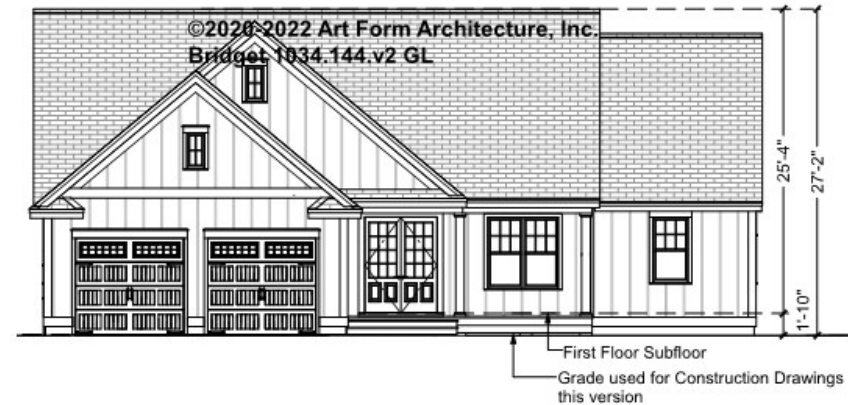 ©2020-2022 Art Form Architecture, Inc.
Bridget 1034.144.v2 GL
25'-4"
27'-2"
1'-10"
First Floor Subfloor
Grade used for Construction Drawings
this version